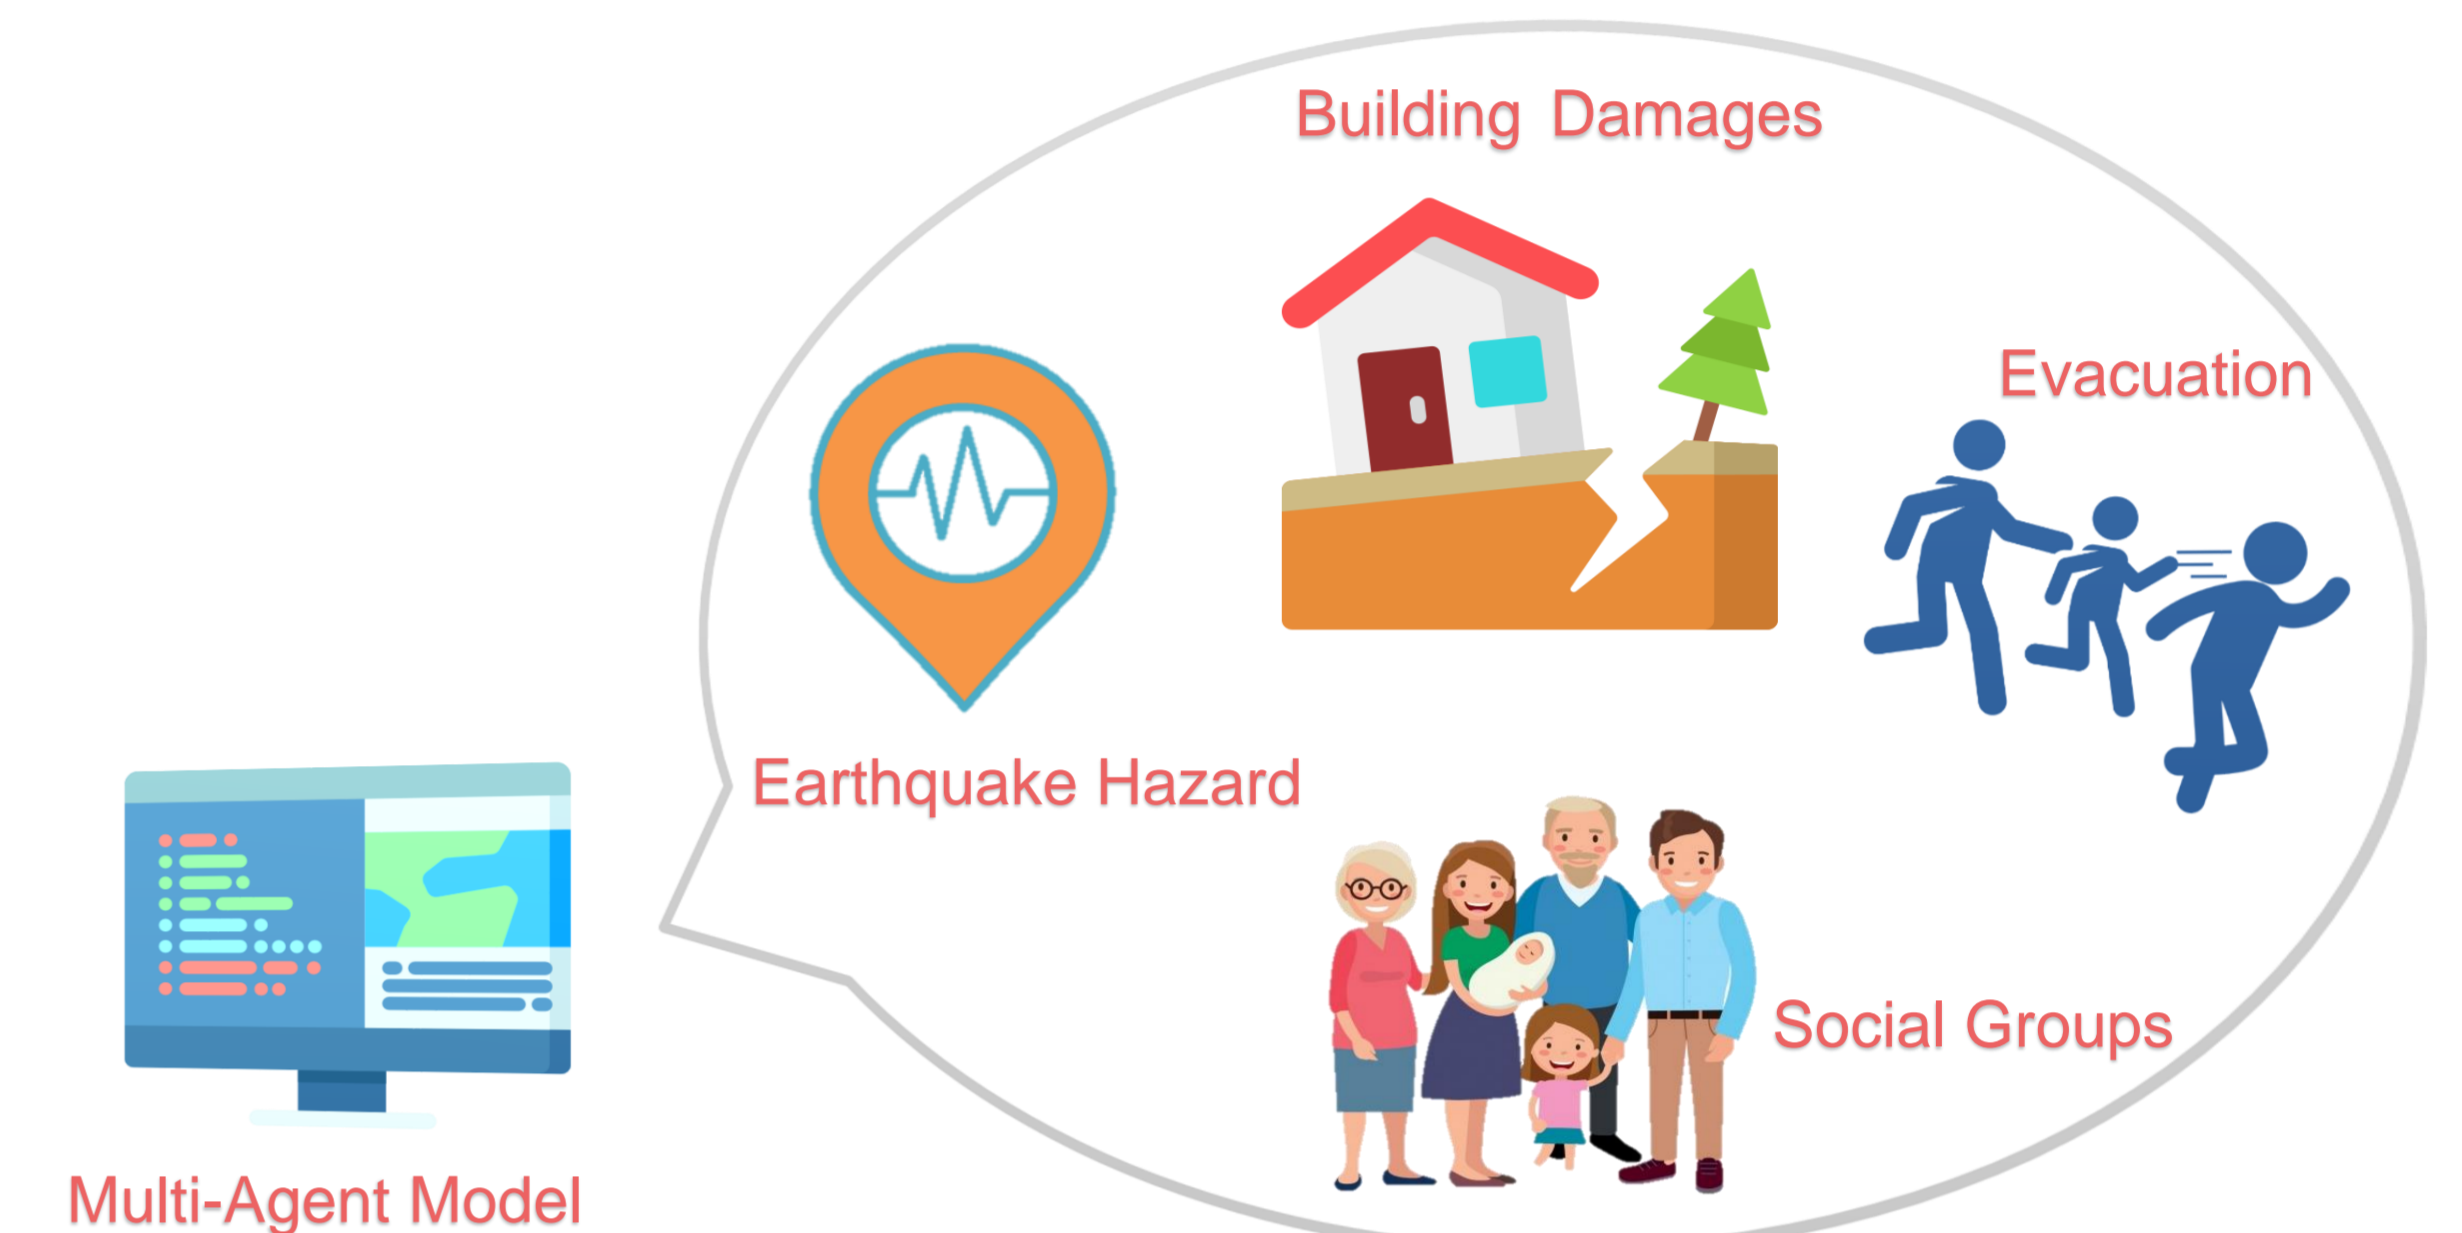 Building Damages
Evacuation
Earthquake Hazard
Social Groups
Multi-Agent Model